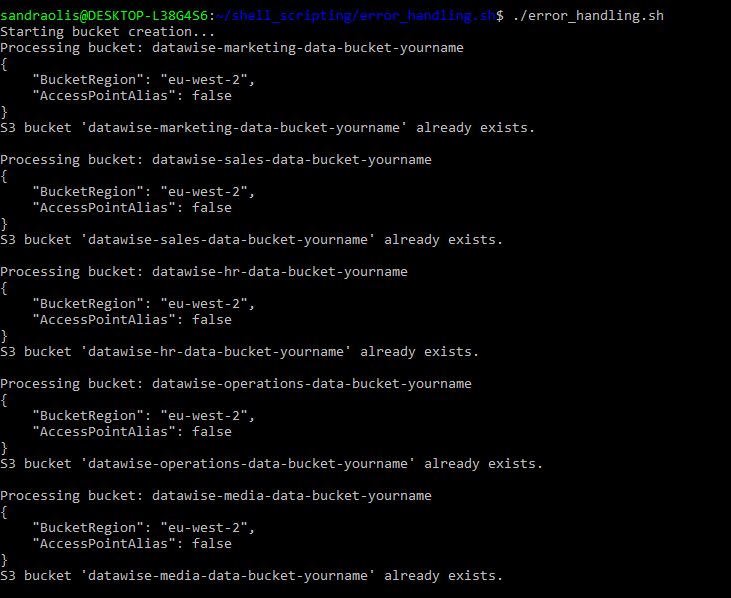 sandraolis@DESKTOP-L38G4S6:~/shell_scripting/error_handling.sh$ ./error_handling.sh
Starting bucket creation...
Processing bucket: datawise-marketing-data-bucket-yourname
{
    "BucketRegion": "eu-west-2",
    "AccessPointAlias": false
}
S3 bucket 'datawise-marketing-data-bucket-yourname' already exists.

Processing bucket: datawise-sales-data-bucket-yourname
{
    "BucketRegion": "eu-west-2",
    "AccessPointAlias": false
}
S3 bucket 'datawise-sales-data-bucket-yourname' already exists.

Processing bucket: datawise-hr-data-bucket-yourname
{
    "BucketRegion": "eu-west-2",
    "AccessPointAlias": false
}
S3 bucket 'datawise-hr-data-bucket-yourname' already exists.

Processing bucket: datawise-operations-data-bucket-yourname
{
    "BucketRegion": "eu-west-2",
    "AccessPointAlias": false
}
S3 bucket 'datawise-operations-data-bucket-yourname' already exists.

Processing bucket: datawise-media-data-bucket-yourname
{
    "BucketRegion": "eu-west-2",
    "AccessPointAlias": false
}
S3 bucket 'datawise-media-data-bucket-yourname' already exists.